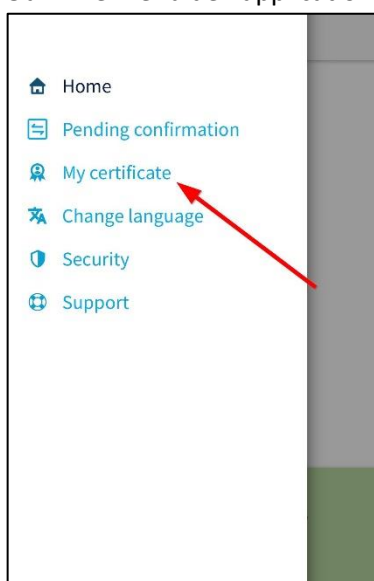 Home
Pending confirmation
My certificate
Change language
Security
Support